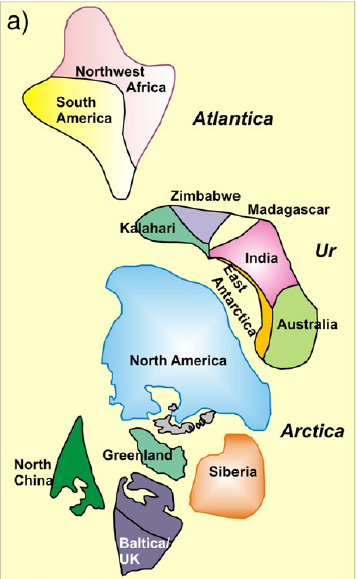 a)
Northwest
Africa
South
America
Atlantica
Zimbabwe
Madagascar
Kalahari
Ur
India
East
Antarctica
Australia
North America
Arctica
Greenland
North
China
Siberia
Baltica/
UK